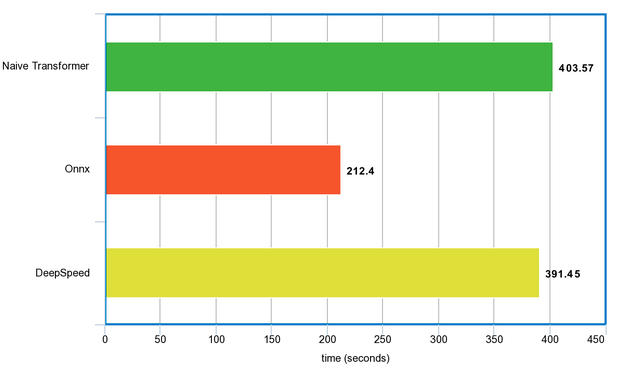 Naive Transformer
403.57
Onnx
212.4
DeepSpeed
391.45
0 50 100 150 200 250 300 350 400 450
time (seconds)